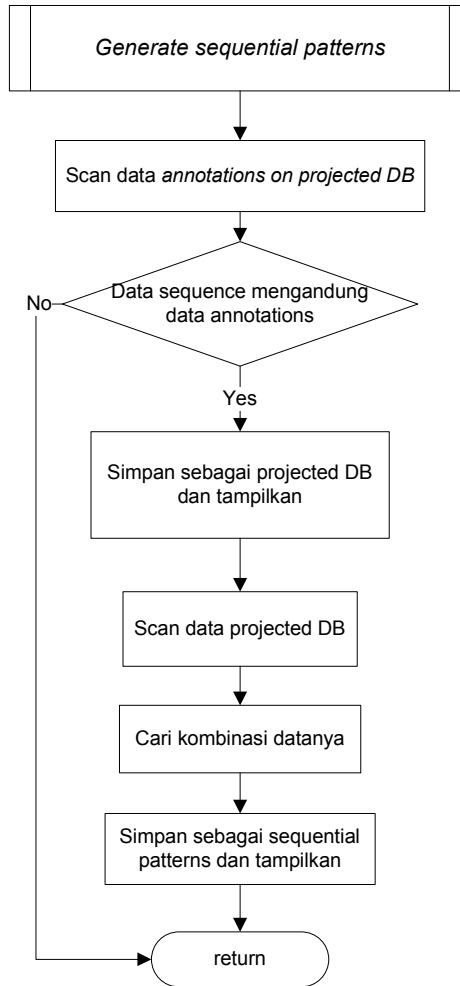 Generate sequential patterns
Scan data annotations on projected DB
Data sequence mengandung
data annotations
No
Yes
Simpan sebagai projected DB
dan tampilkan
Scan data projected DB
Cari kombinasi datanya
Simpan sebagai sequential
patterns dan tampilkan
return